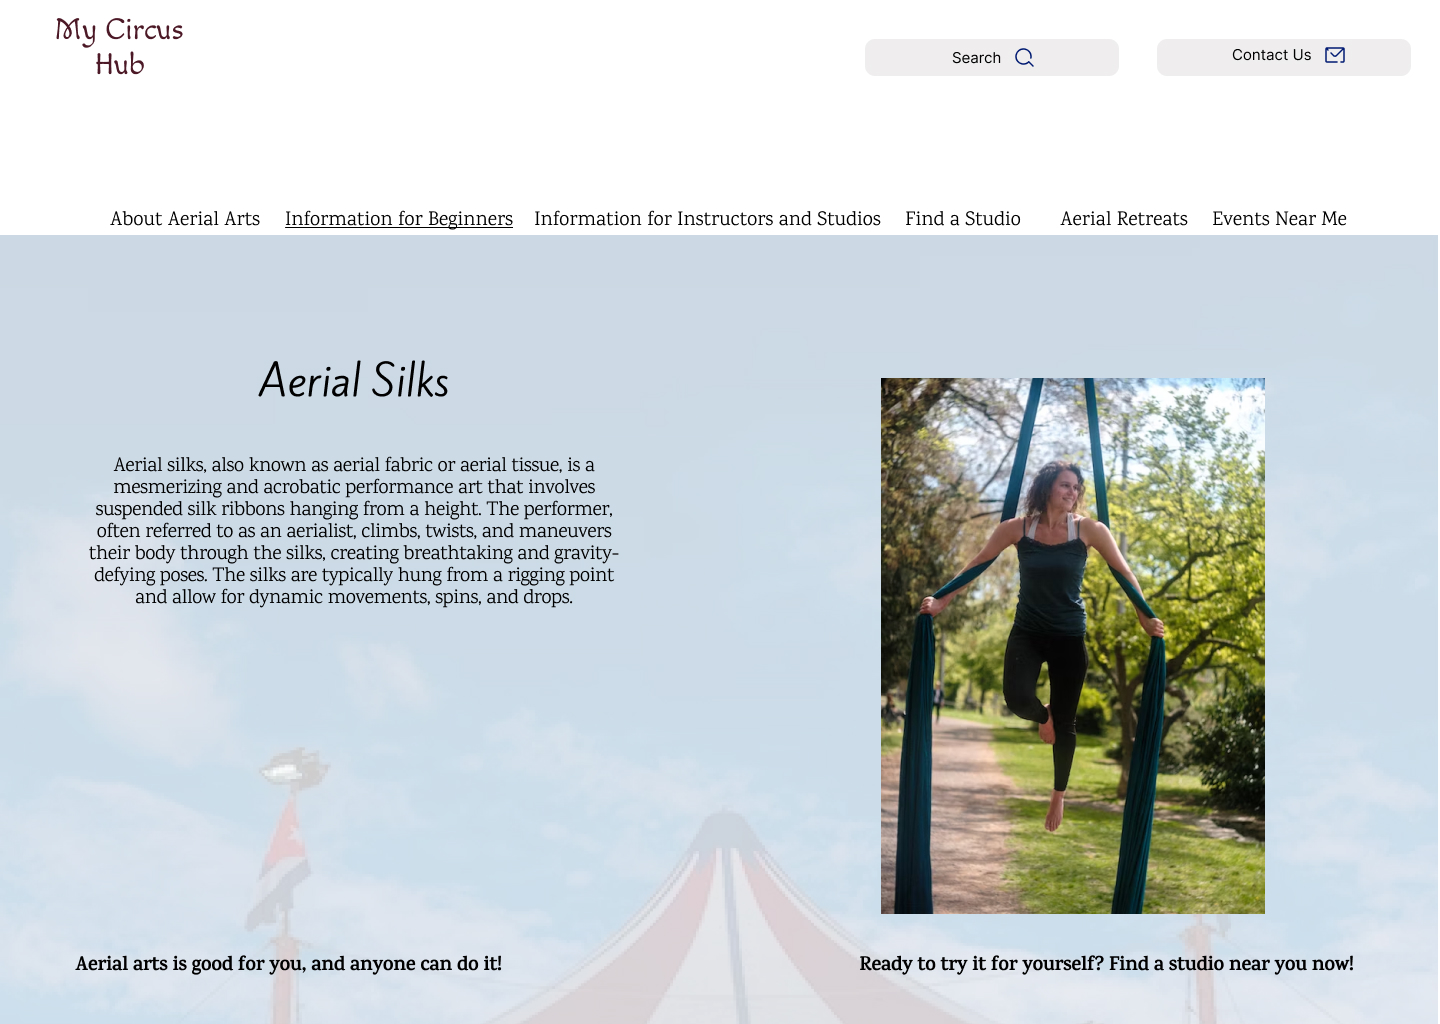 My Circus
Hub
Search
Contact Us
About Aerial Arts
Information for Beginners
Information for Instructors and Studios
Find a Studio
Aerial Retreats
Events Near Me
Aerial Silks
Aerial silks, also known as aerial fabric or aerial tissue, is a
mesmerizing and acrobatic performance art that involves
suspended silk ribbons hanging from a height. The performer,
often referred to as an aerialist, climbs, twists, and maneuvers
their body through the silks, creating breathtaking and gravity-
defying poses. The silks are typically hung from a rigging point
and allow for dynamic movements, spins, and drops.
Aerial arts is good for you, and anyone can do it!
Ready to try it for yourself? Find a studio near you now!